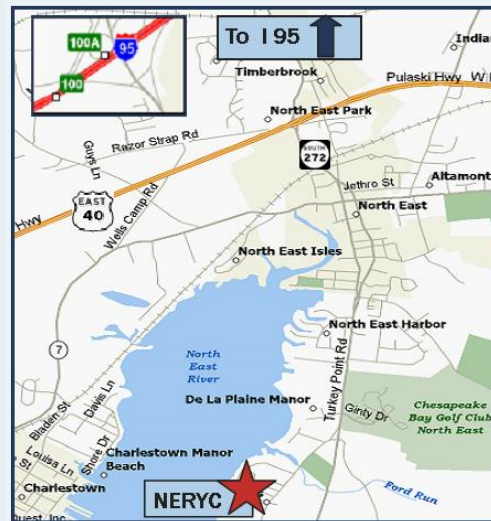 100A
95
100
To I 95
Timberbrook
Pulaski Hwy W
North East Park
Razor Strap Rd
Guys Ln
SOUTH
272
Jethro St
Altamont
EAST
40
Hwy
Wells Camp Rd
North East
North East Isles
7
North
East
River
North East Harbor
Turkey Point Rd
De La Plaine Manor
Ginty Dr
Chesapeake
Bay Golf Club
North East
Bladen St
Davis Ln
Louisa Ln
Shore Dr
St
Charlestown Manor
Beach
Charlestown
Ford Run
NERYC